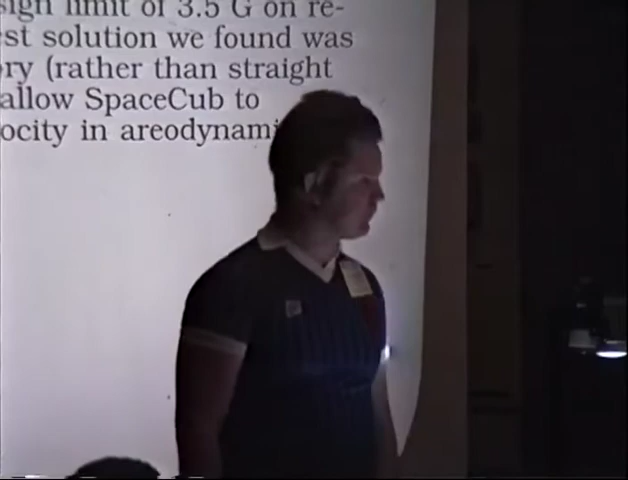 sign limit of 3.5 G on re-
est solution we found was
ory (rather than straight
allow SpaceCub to
ocity in areodynami